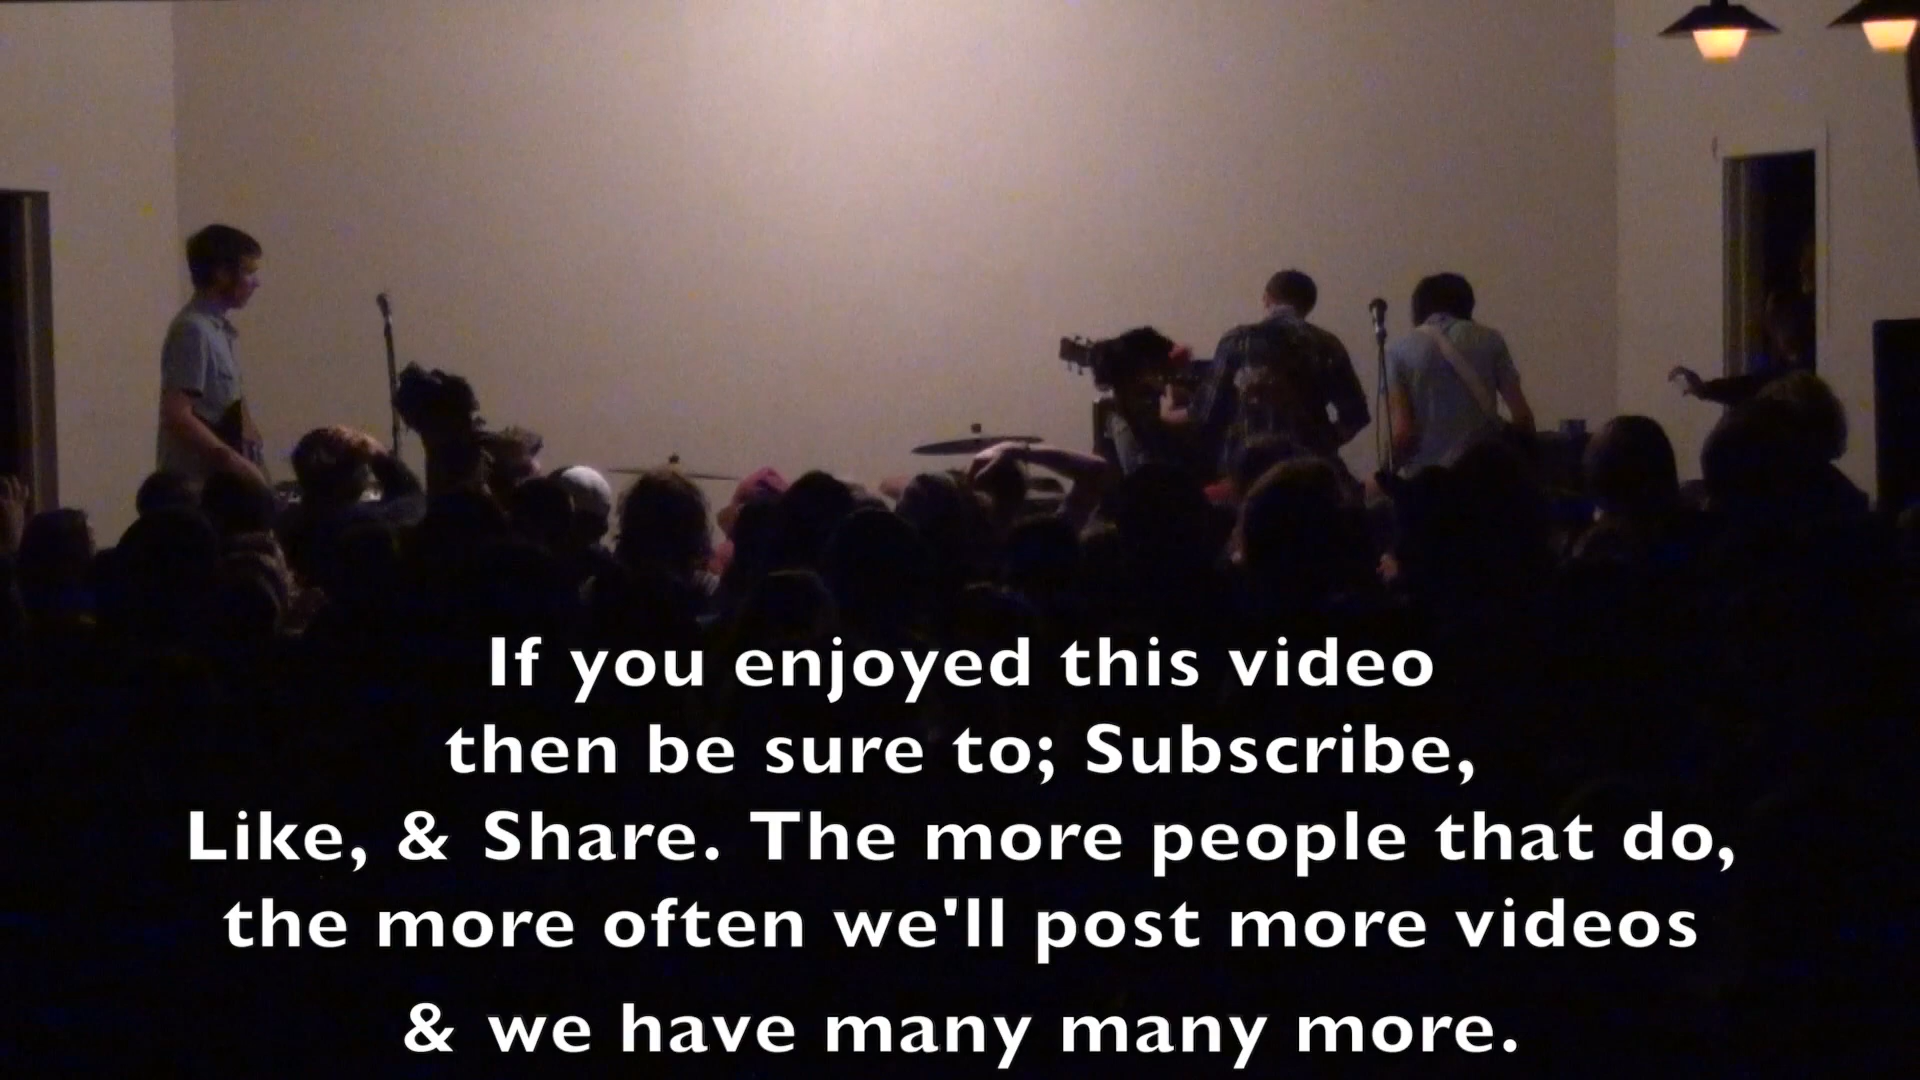 If you enjoyed this video
then be sure to; Subscribe,
Like, & Share. The more people that do,
the more often we'll post more videos
& we have many many more.